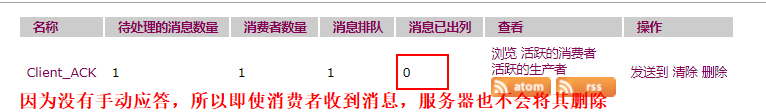 名称 待处理的消息数量 消费者数量 消息排队 消息已出列 查看 操作
Client_ACK 1 1 1 0 浏览 活跃的消费者 发送到 清除 删除
活跃的生产者
atom rss
因为没有手动应答，所以即使消费者收到消息，服务器也不会将其删除